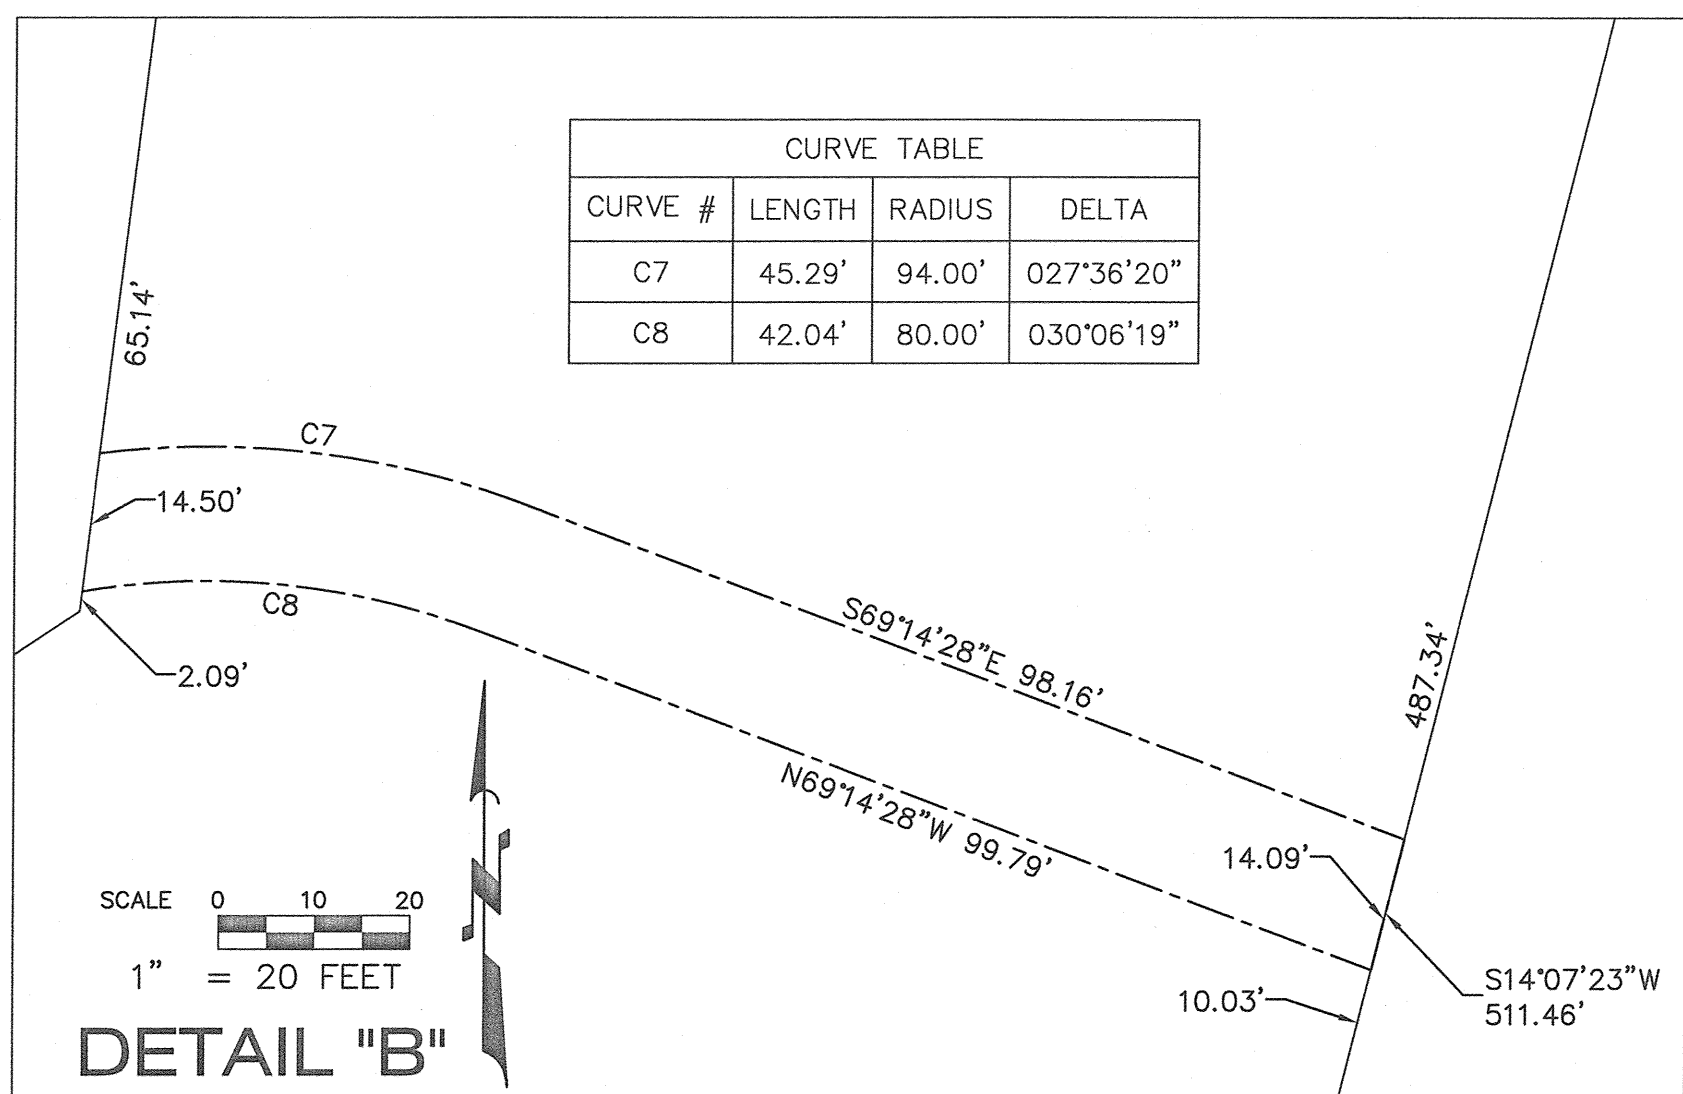 CURVE TABLE
CURVE # LENGTH RADIUS DELTA
C7 45.29' 94.00' 027°36'20"
C8 42.04' 80.00' 030°06'19"
65.14'
C7
14.50'
C8
2.09'
S69°14'28"E 98.16'
N69°14'28"W 99.79'
487.34'
14.09'
S14°07'23"W
511.46'
10.03'
SCALE 0 10 20
1" = 20 FEET
DETAIL "B"